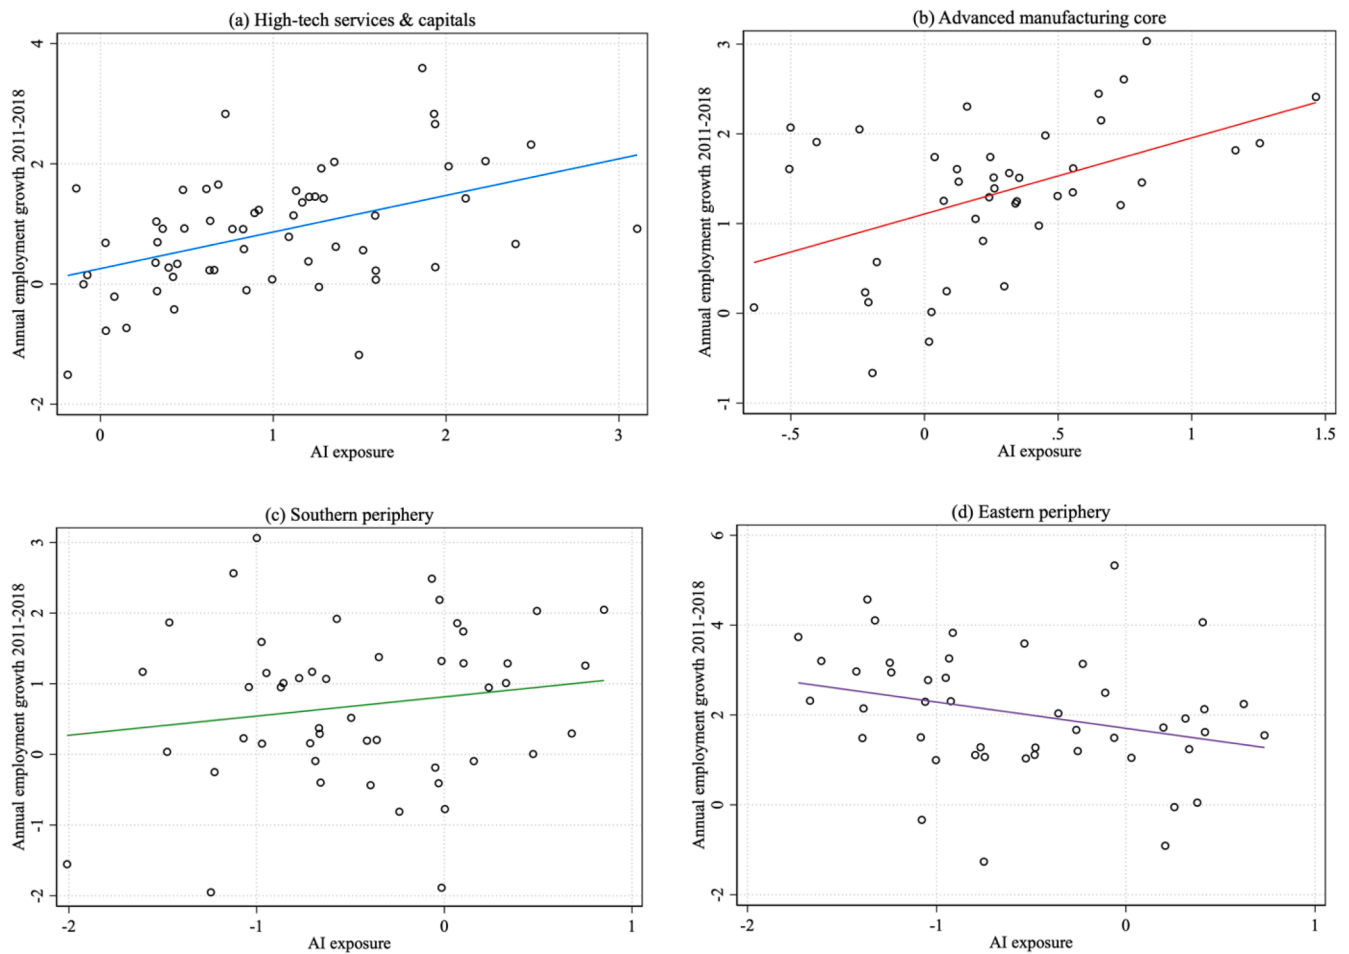 (a) High-tech services & capitals
Annual employment growth 2011-2018
4
2
0
-2
0 1 2 3
AI exposure
(b) Advanced manufacturing core
Annual employment growth 2011-2018
3
2
1
0
-1
-.5 0 .5 1 1.5
AI exposure
(c) Southern periphery
Annual employment growth 2011-2018
3
2
1
0
-1
-2
-2 -1 0 1
AI exposure
(d) Eastern periphery
Annual employment growth 2011-2018
6
4
2
0
-2
-2 -1 0 1
AI exposure